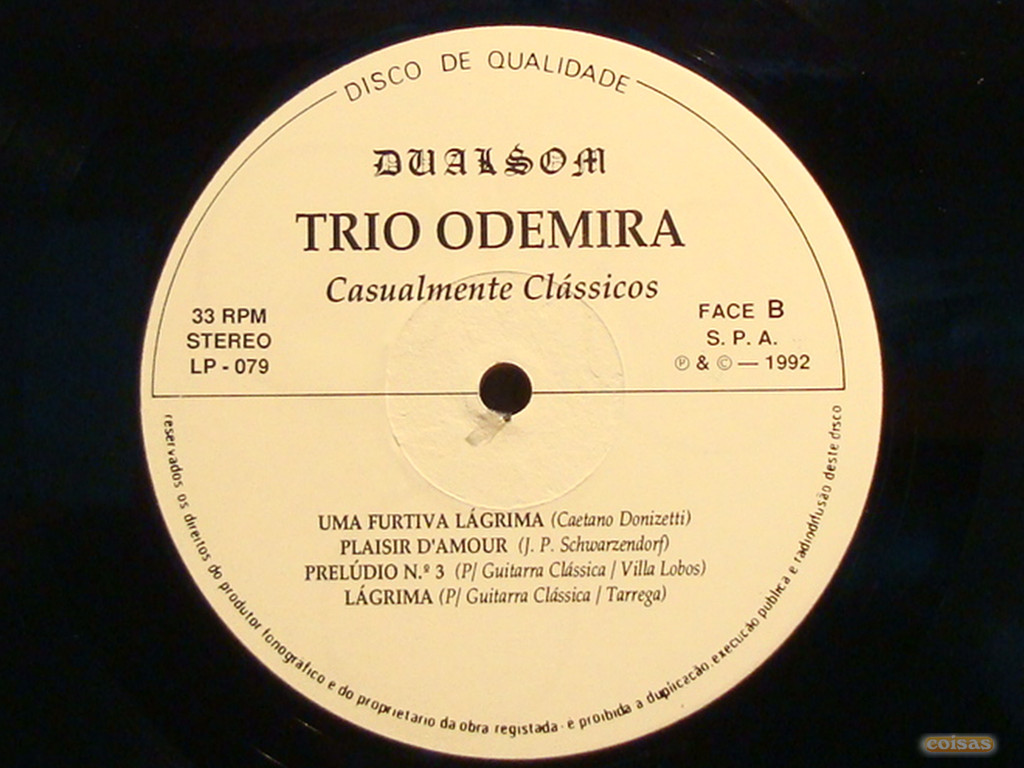 DISCO DE QUALIDADE
DUALSOM
TRIO ODEMIRA
Casualmente Clássicos
33 RPM
STEREO
LP - 079
FACE B
S. P. A.
℗ & © — 1992
UMA FURTIVA LÁGRIMA (Caetano Donizetti)
PLAISIR D'AMOUR (J. P. Schwarzendorf)
PRELÚDIO N.º 3 (P/ Guitarra Clássica / Villa Lobos)
LÁGRIMA (P/ Guitarra Clássica / Tarrega)
reservados os direitos do produtor fonográfico e do proprietário da obra registada - é proibida a duplicação, execução pública e radiodifusão deste disco
coisas